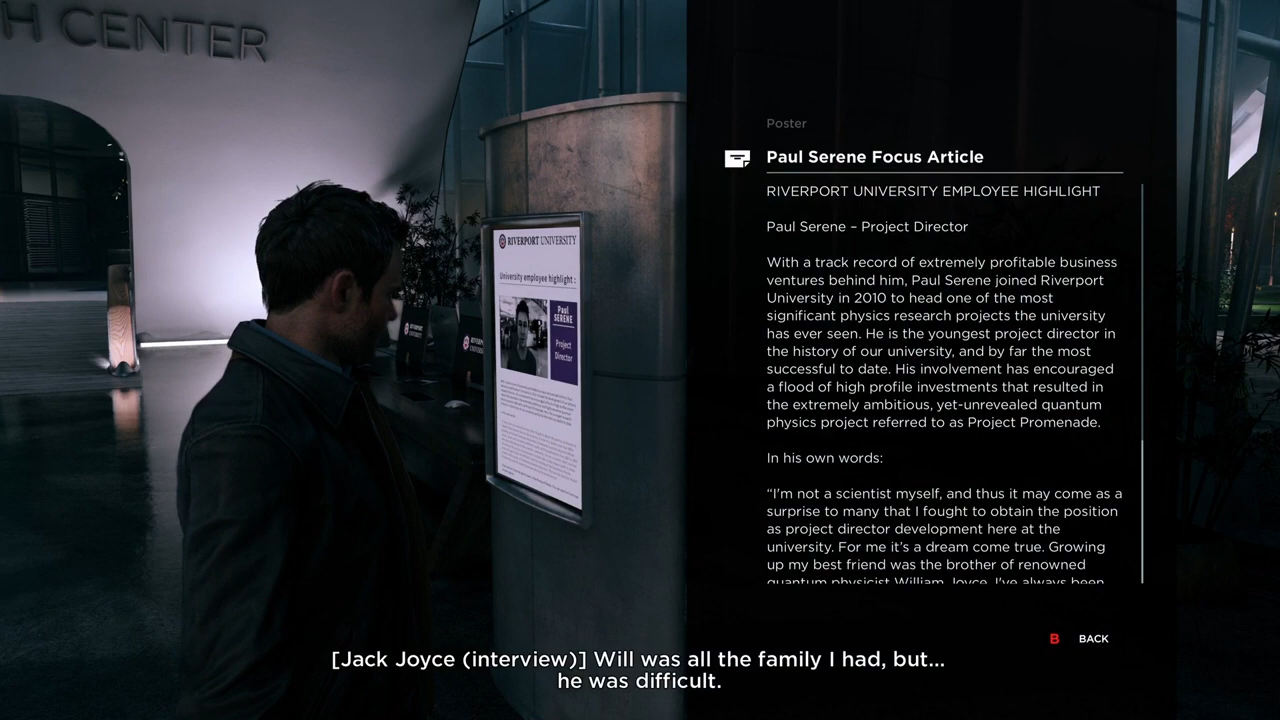 H CENTER
RIVERPORT UNIVERSITY
University employee highlight :
Paul
SERENE
Project
Director
Poster
Paul Serene Focus Article
RIVERPORT UNIVERSITY EMPLOYEE HIGHLIGHT
Paul Serene – Project Director
With a track record of extremely profitable business
ventures behind him, Paul Serene joined Riverport
University in 2010 to head one of the most
significant physics research projects the university
has ever seen. He is the youngest project director in
the history of our university, and by far the most
successful to date. His involvement has encouraged
a flood of high profile investments that resulted in
the extremely ambitious, yet-unrevealed quantum
physics project referred to as Project Promenade.
In his own words:
“I'm not a scientist myself, and thus it may come as a
surprise to many that I fought to obtain the position
as project director development here at the
university. For me it's a dream come true. Growing
up my best friend was the brother of renowned
quantum physicist William Joyce. I've always been
B BACK
[Jack Joyce (interview)] Will was all the family I had, but...
he was difficult.